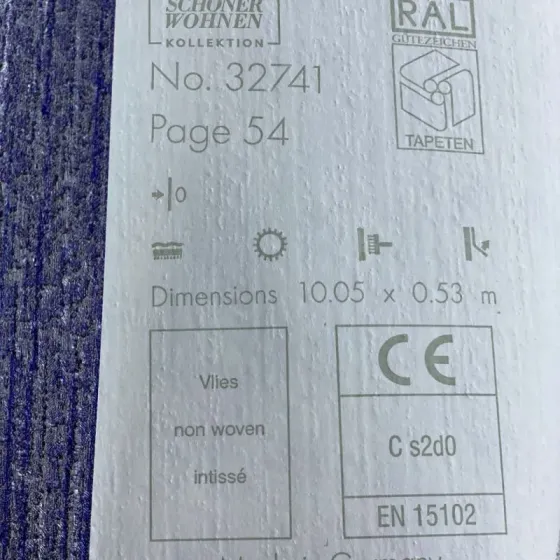 SCHÖNER
WOHNEN
KOLLEKTION
RAL
GÜTEZEICHEN
No. 32741
Page 54
TAPETEN
0
Dimensions 10.05 x 0.53 m
Vlies
non woven
intissé
CE
C s2d0
EN 15102